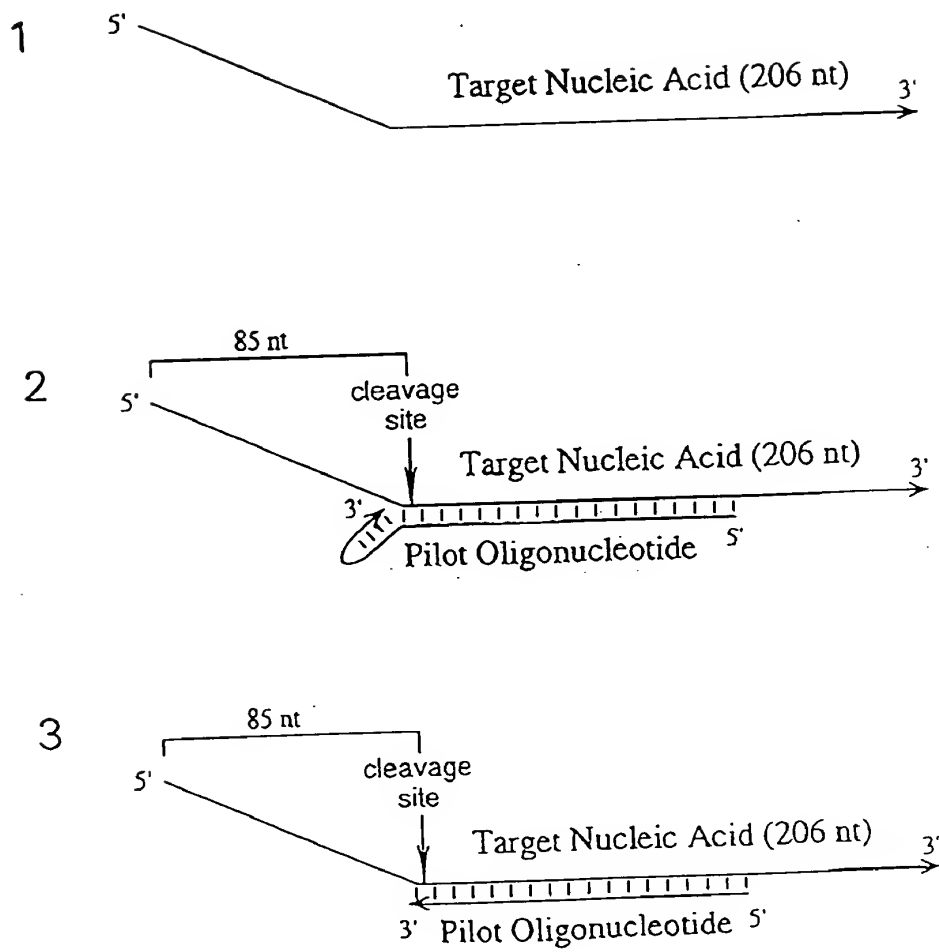 1
5'
Target Nucleic Acid (206 nt)
3'
2
85 nt
5'
cleavage
site
Target Nucleic Acid (206 nt)
3'
3'
Pilot Oligonucleotide
5'
3
85 nt
5'
cleavage
site
Target Nucleic Acid (206 nt)
3'
3'
Pilot Oligonucleotide
5'